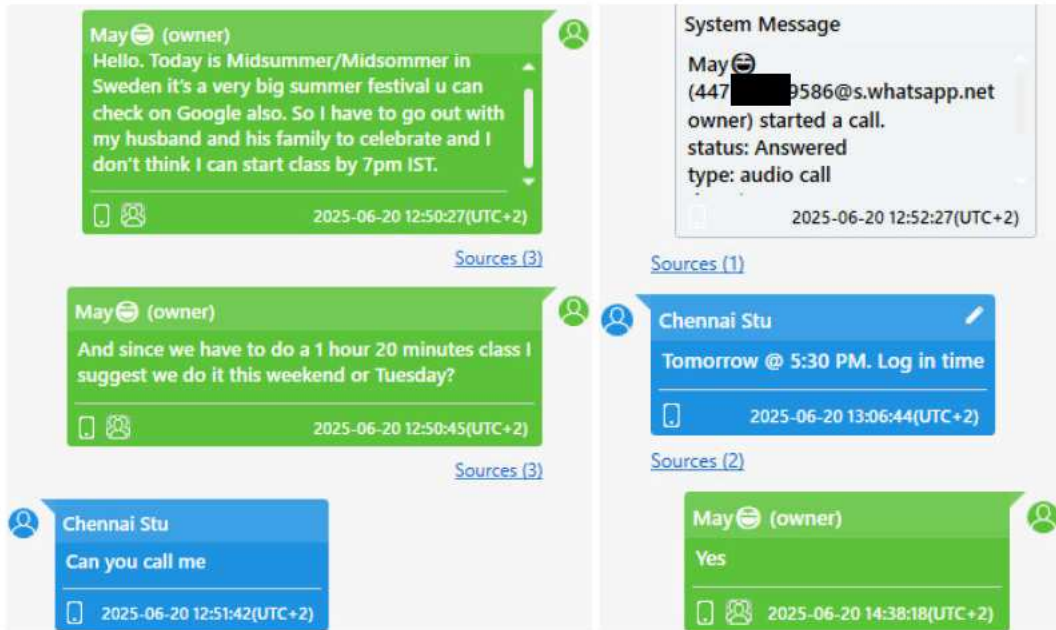 May😁 (owner)
Hello. Today is Midsummer/Midsommer in
Sweden it's a very big summer festival u can
check on Google also. So I have to go out with
my husband and his family to celebrate and I
don't think I can start class by 7pm IST.
2025-06-20 12:50:27(UTC+2)
Sources (3)
May😁 (owner)
And since we have to do a 1 hour 20 minutes class I
suggest we do it this weekend or Tuesday?
2025-06-20 12:50:45(UTC+2)
Sources (3)
Chennai Stu
Can you call me
2025-06-20 12:51:42(UTC+2)
System Message
May😁
(447 9586@s.whatsapp.net
owner) started a call.
status: Answered
type: audio call
2025-06-20 12:52:27(UTC+2)
Sources (1)
Chennai Stu
Tomorrow @ 5:30 PM. Log in time
2025-06-20 13:06:44(UTC+2)
Sources (2)
May😁 (owner)
Yes
2025-06-20 14:38:18(UTC+2)